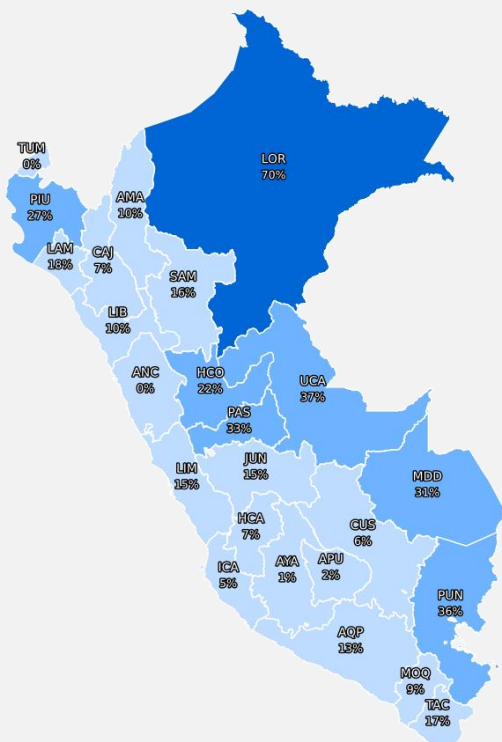 LOR
70%
TUM
0%
PIU
27%
AMA
10%
LAM
18%
CAJ
7%
SAM
16%
LIB
10%
ANC
0%
HCO
22%
UCA
37%
PAS
33%
LIM
15%
JUN
15%
MDD
31%
HCA
7%
CUS
6%
ICA
5%
AYA
1%
APU
2%
PUN
36%
AQP
13%
MOQ
9%
TAC
17%